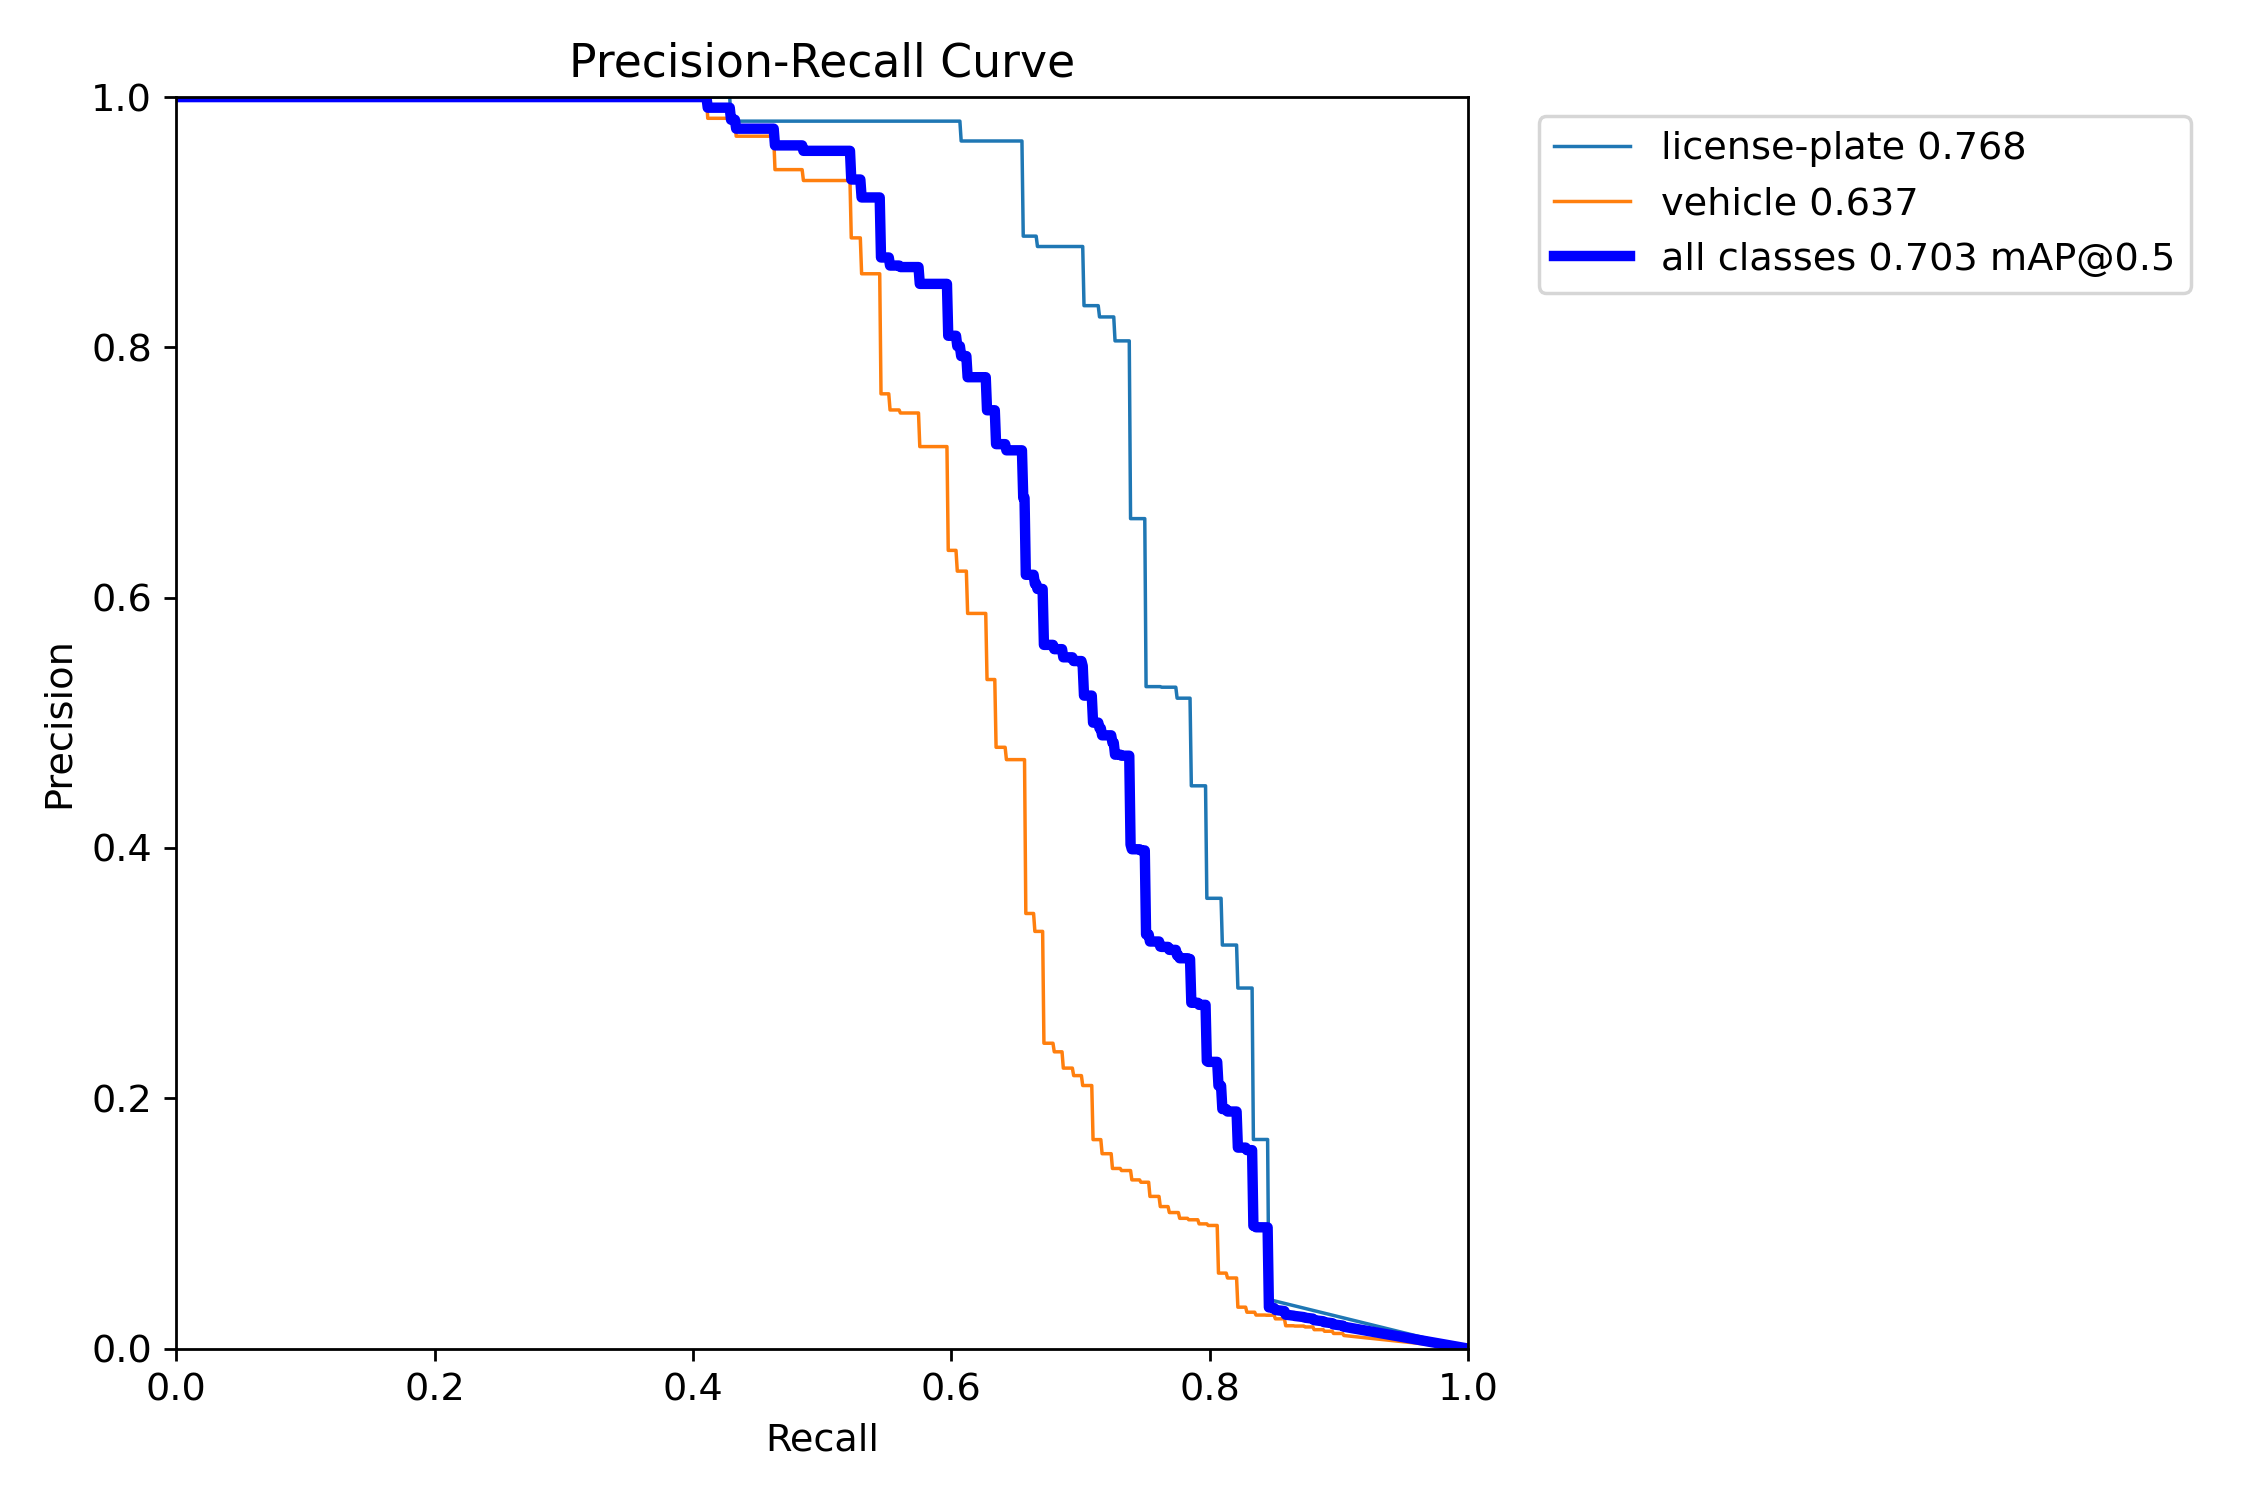 Precision-Recall Curve
1.0
0.8
0.6
0.4
0.2
0.0
Precision
0.0 0.2 0.4 0.6 0.8 1.0
Recall
license-plate 0.768
vehicle 0.637
all classes 0.703 mAP@0.5